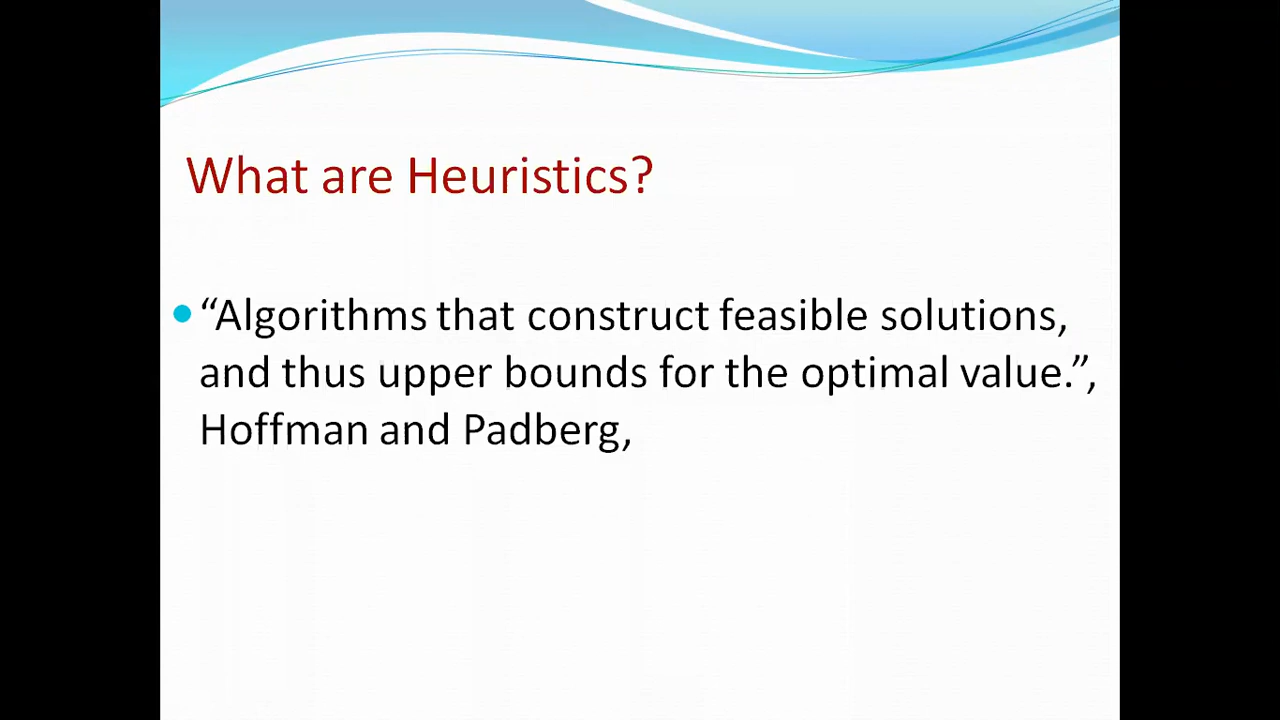 What are Heuristics?
• “Algorithms that construct feasible solutions,
and thus upper bounds for the optimal value.”,
Hoffman and Padberg,